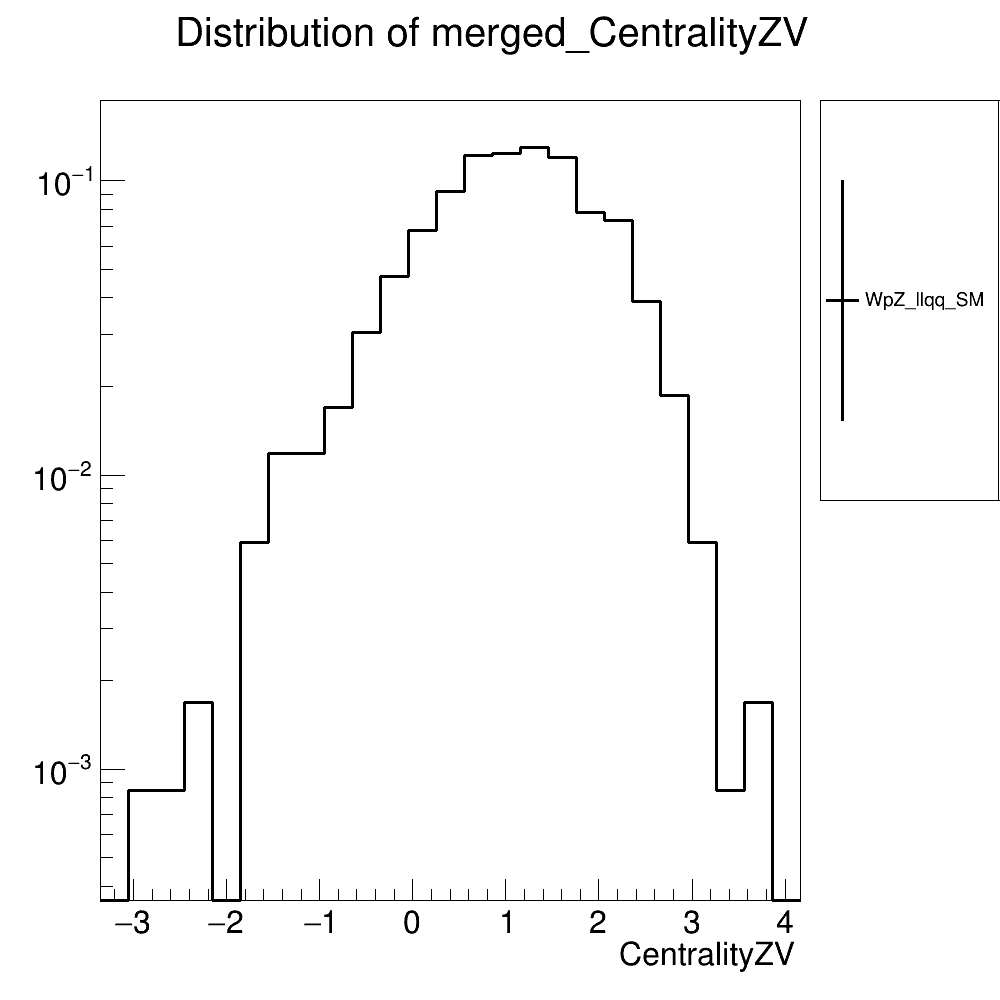 Distribution of merged_CentralityZV
10−1
10−2
10−3
WpZ_llqq_SM
−3 −2 −1 0 1 2 3 4
CentralityZV